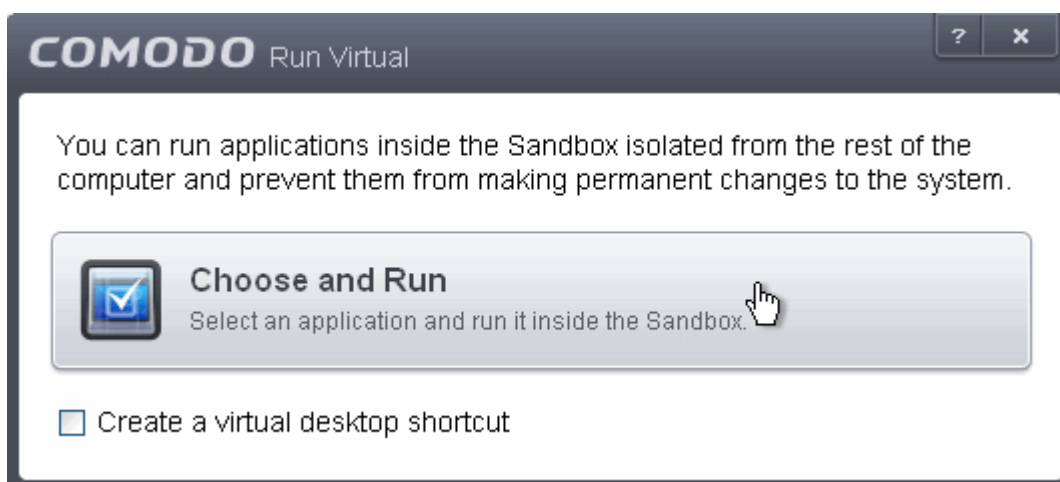 COMODO Run Virtual
? x
You can run applications inside the Sandbox isolated from the rest of the
computer and prevent them from making permanent changes to the system.
Choose and Run
Select an application and run it inside the Sandbox.
Create a virtual desktop shortcut